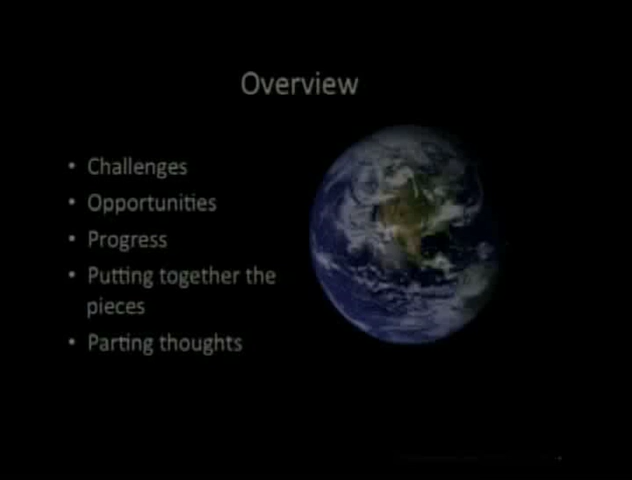 Overview
• Challenges
• Opportunities
• Progress
• Putting together the
pieces
• Parting thoughts